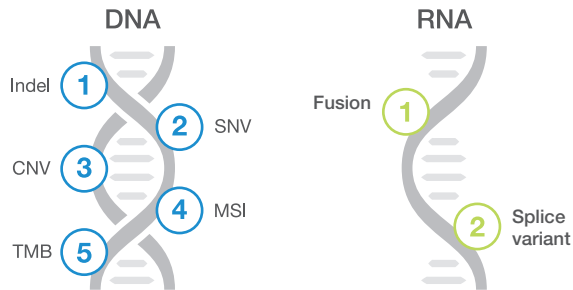 DNA
RNA
Indel 1
2 SNV
CNV 3
4 MSI
TMB 5
Fusion 1
2 Splice
variant